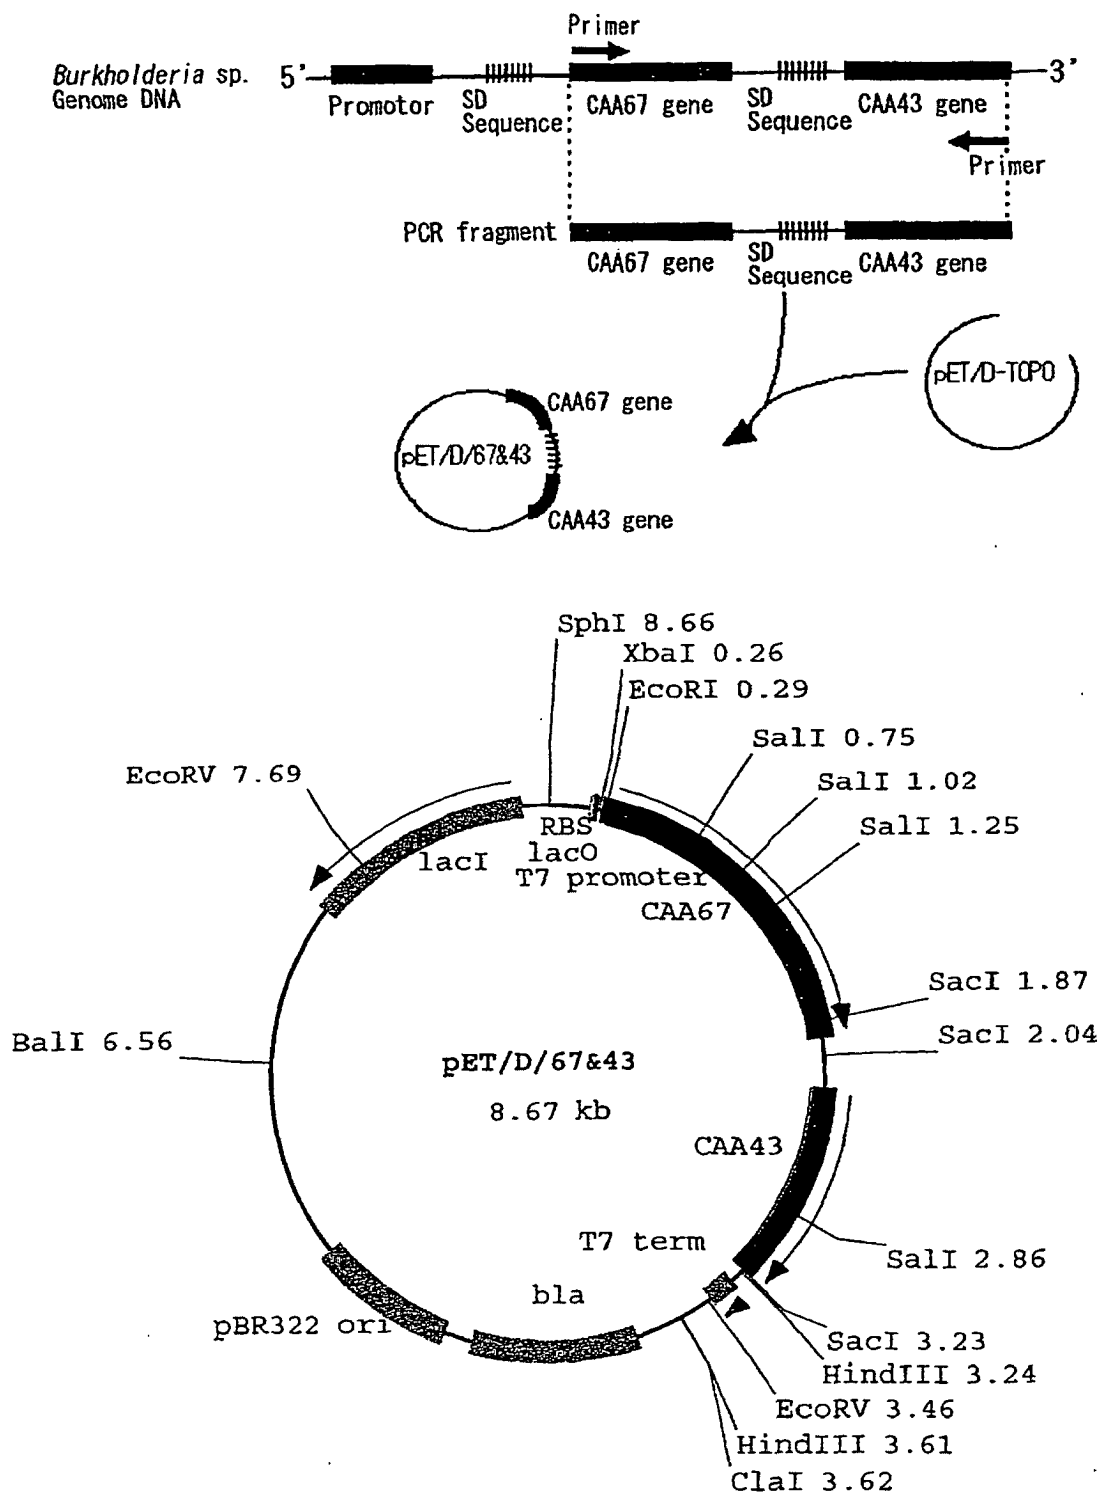 Primer
Burkholderia sp. 5' 3'
Genome DNA
Promotor
SD
Sequence
CAA67 gene
SD
Sequence
CAA43 gene
Primer
PCR fragment
CAA67 gene
SD
Sequence
CAA43 gene
pET/D-TOPO
CAA67 gene
pET/D/67&43
CAA43 gene
SphI 8.66
XbaI 0.26
EcoRI 0.29
SalI 0.75
EcoRV 7.69
SalI 1.02
SalI 1.25
RBS
lacO
lacI
T7 promoter
CAA67
SacI 1.87
SacI 2.04
BalI 6.56
pET/D/67&43
8.67 kb
CAA43
T7 term
SalI 2.86
bla
pBR322 ori
SacI 3.23
HindIII 3.24
EcoRV 3.46
HindIII 3.61
ClaI 3.62